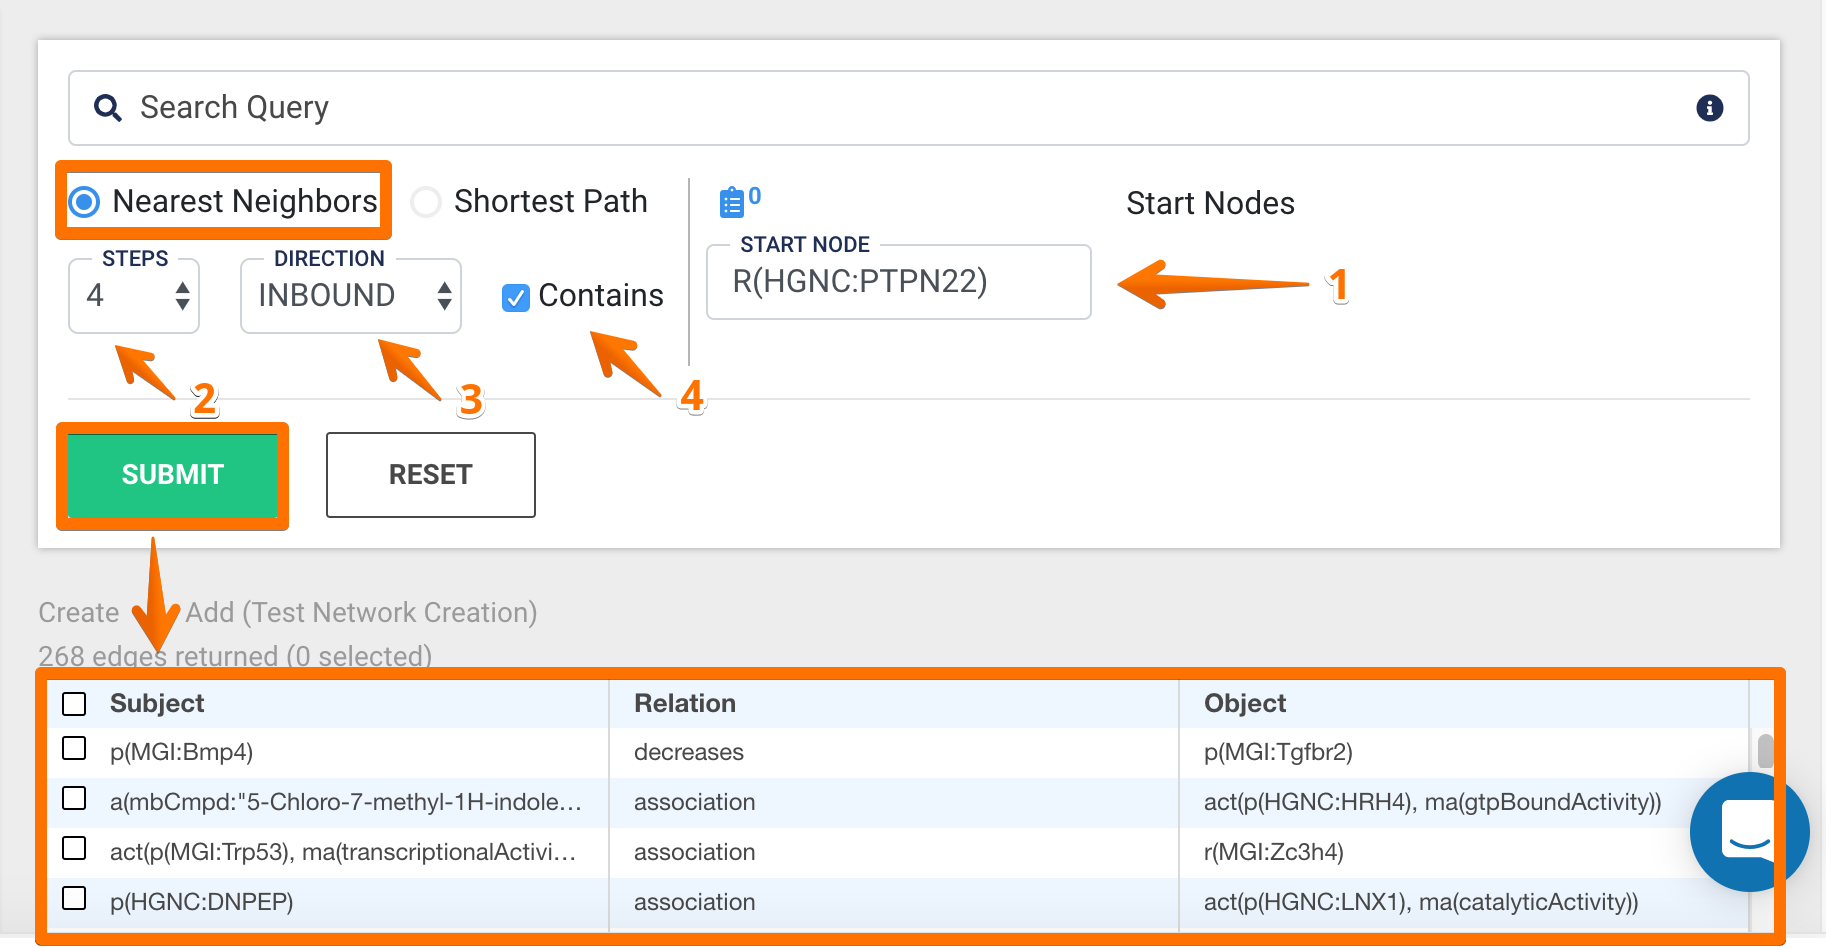 Search Query
Nearest Neighbors Shortest Path 0 Start Nodes
STEPS DIRECTION START NODE
4 INBOUND Contains R(HGNC:PTPN22) 1
2 3 4
SUBMIT RESET
Create Add (Test Network Creation)
268 edges returned (0 selected)
Subject Relation Object
p(MGI:Bmp4) decreases p(MGI:Tgfbr2)
a(mbCmpd:"5-Chloro-7-methyl-1H-indole... association act(p(HGNC:HRH4), ma(gtpBoundActivity))
act(p(MGI:Trp53), ma(transcriptionalActivi... association r(MGI:Zc3h4)
p(HGNC:DNPEP) association act(p(HGNC:LNX1), ma(catalyticActivity))